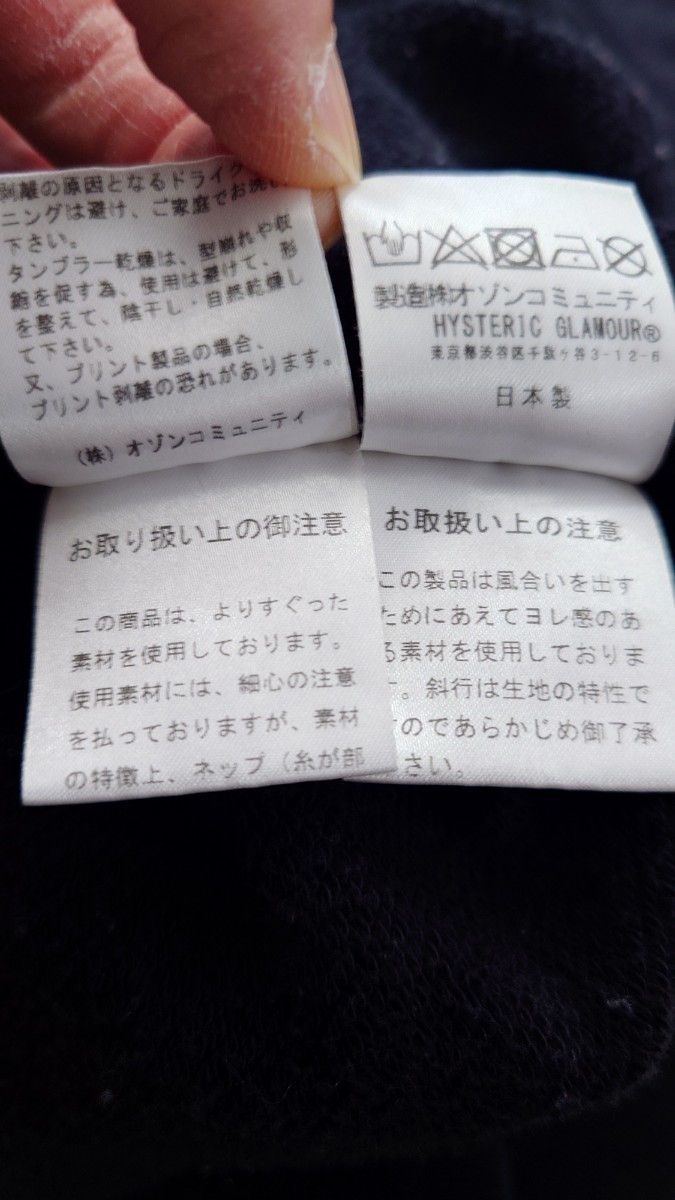 剥離の原因となるドライク
ニングは避け、ご家庭でお洗い
下さい。
タンブラー乾燥は、型崩れや収
縮を促す為、使用は避けて、形
を整えて、陰干し・自然乾燥し
て下さい。
又、プリント製品の場合、
プリント剥離の恐れがあります。
(株) オゾンコミュニティ
製造㈱オゾンコミュニティ
HYSTERIC GLAMOUR®
東京都渋谷区千駄ヶ谷3-12-6
日本製
お取り扱い上の御注意
この商品は、よりすぐった
素材を使用しております。
使用素材には、細心の注意
を払っておりますが、素材
の特徴上、ネップ（糸が部
お取扱い上の注意
この製品は風合いを出す
ためにあえてヨレ感のあ
る素材を使用しておりま
す。斜行は生地の特性で
すのであらかじめ御了承
さい。